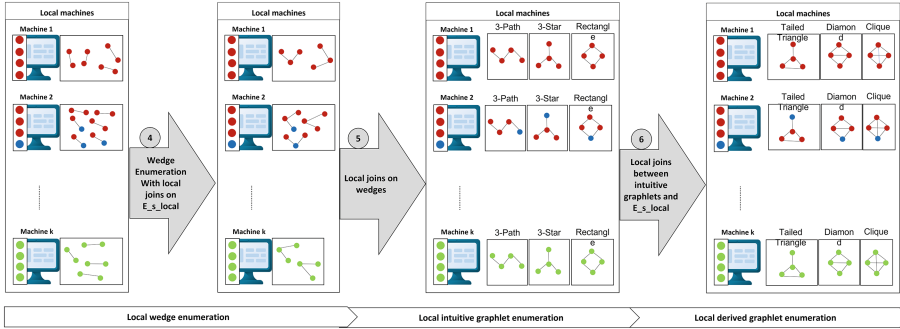 Local machines
Machine 1
Machine 2
Machine k
4
Wedge
Enumeration
With local
joins on
E_s_local
Local machines
Machine 1
Machine 2
Machine k
5
Local joins on
wedges
Local machines
Machine 1
3-Path
3-Star
Rectangl
e
Machine 2
3-Path
3-Star
Rectangl
e
Machine k
3-Path
3-Star
Rectangl
e
6
Local joins
between
intuitive
graphlets and
E_s_local
Local machines
Machine 1
Tailed
Triangle
Diamon
d
Clique
Machine 2
Tailed
Triangle
Diamon
d
Clique
Machine k
Tailed
Triangle
Diamon
d
Clique
Local wedge enumeration
Local intuitive graphlet enumeration
Local derived graphlet enumeration